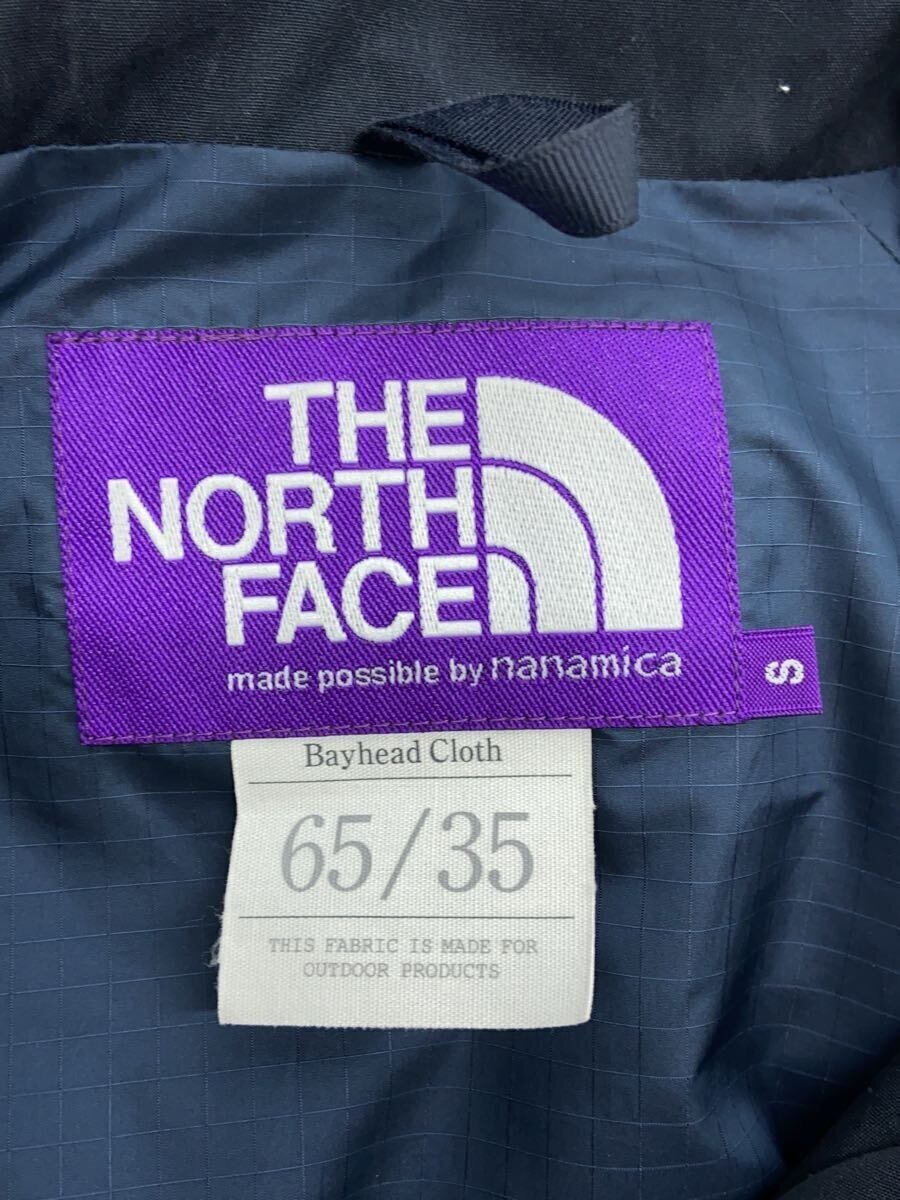 THE
NORTH
FACE
made possible by nanamica
S
Bayhead Cloth
65/35
THIS FABRIC IS MADE FOR
OUTDOOR PRODUCTS